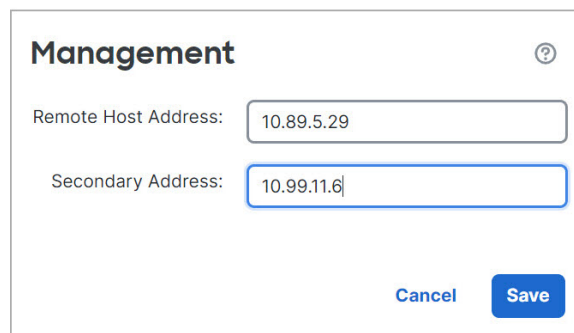 Management
Remote Host Address: 10.89.5.29
Secondary Address: 10.99.11.6
Cancel Save